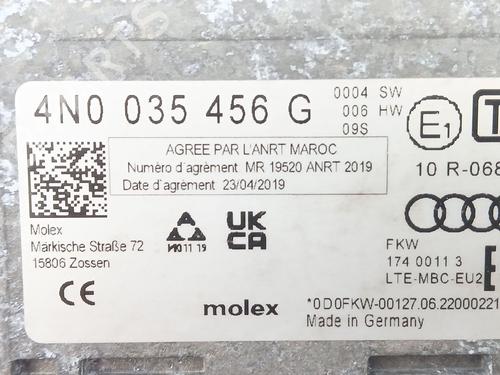 4N0 035 456 G
0004 SW
006 HW
09S
E1
AGREE PAR L'ANRT MAROC
Numéro d'agrément MR 19520 ANRT 2019
Date d'agrément 23/04/2019
10 R-068
Molex
Märkische Straße 72
15806 Zossen
UK
CA
FKW
174 0011 3
LTE-MBC-EU2
CE
molex
*0D0FKW-00127.06.22000221
Made in Germany